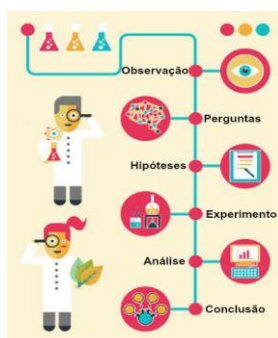 Observação
Perguntas
Hipóteses
Experimento
Análise
Conclusão